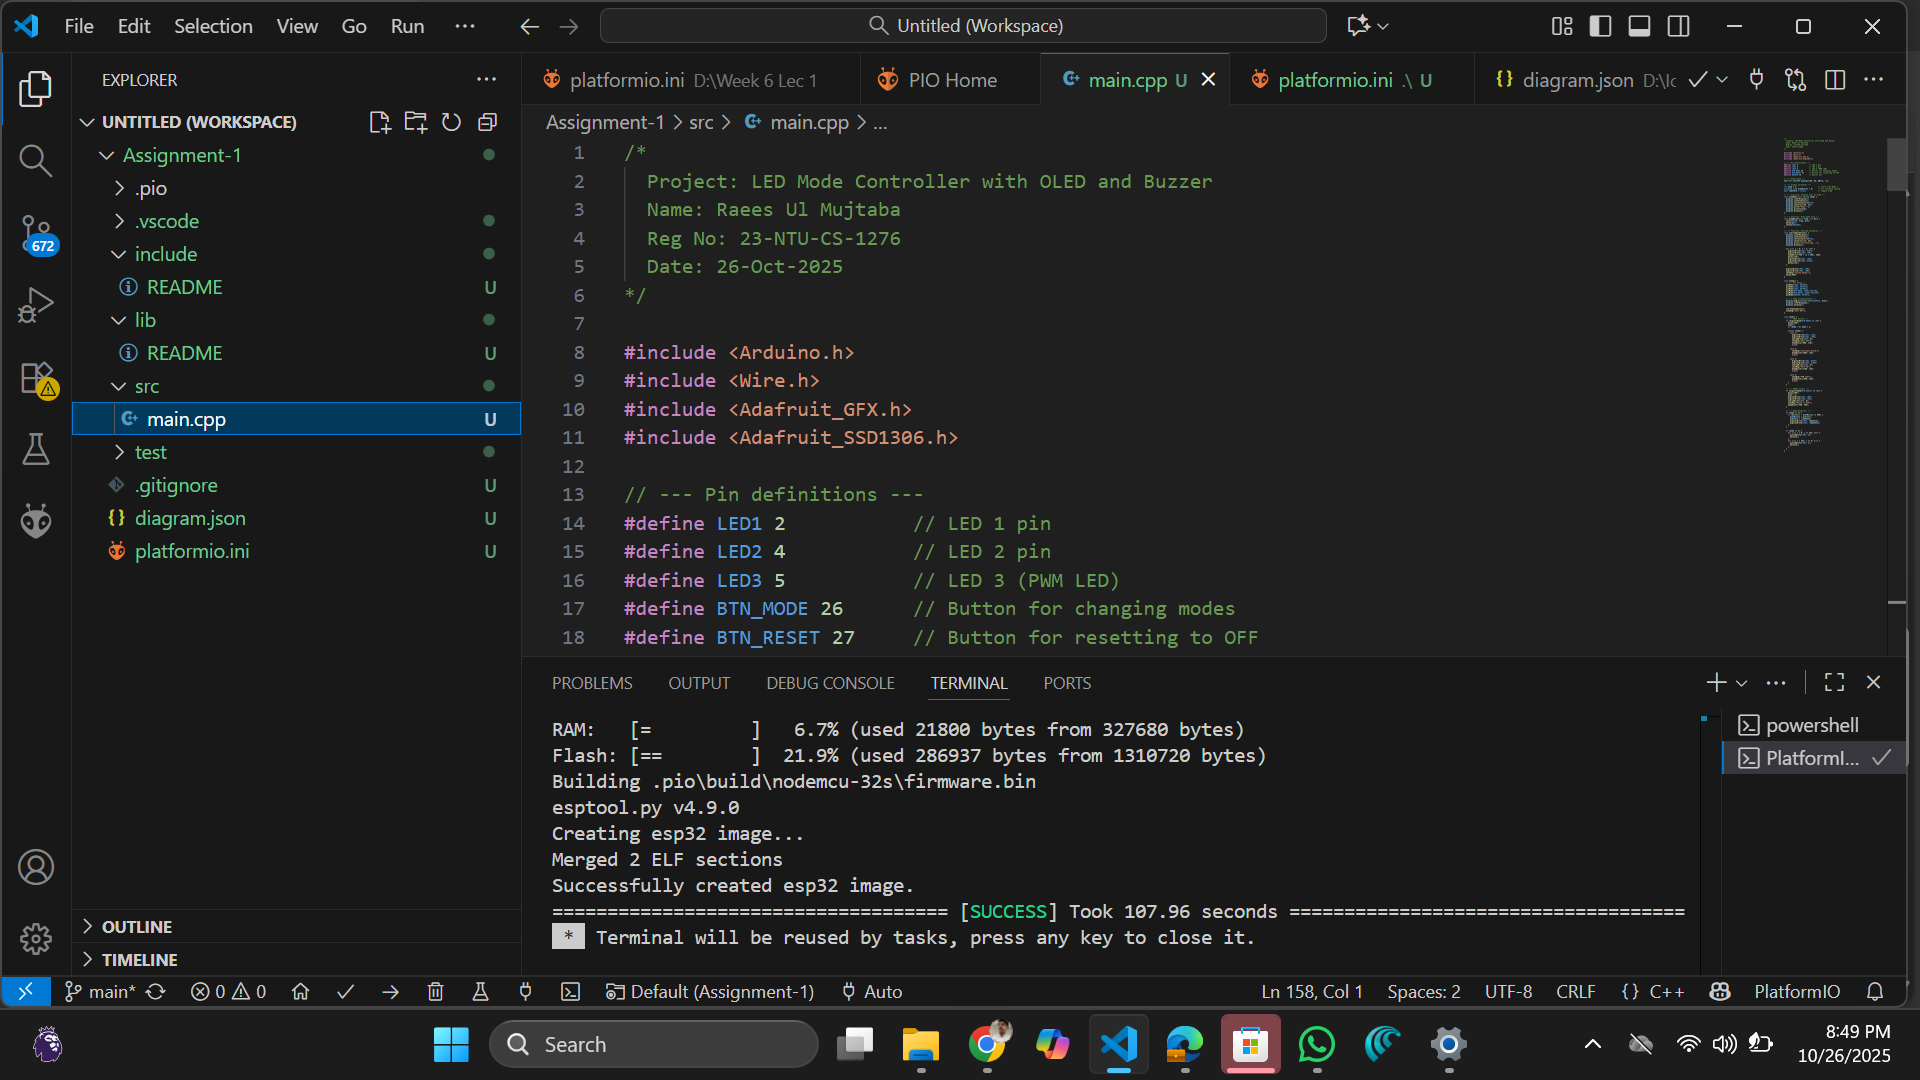 File Edit Selection View Go Run ··· Untitled (Workspace)
EXPLORER
UNTITLED (WORKSPACE)
Assignment-1
.pio
.vscode
include
README U
lib
README U
src
main.cpp U
test
.gitignore U
{} diagram.json U
platformio.ini U
OUTLINE
TIMELINE
672
platformio.ini D:\Week 6 Lec 1
PIO Home
main.cpp U
platformio.ini .\ U
{} diagram.json D:\Ic
Assignment-1 > src > main.cpp > ...
1 /*
2 Project: LED Mode Controller with OLED and Buzzer
3 Name: Raees Ul Mujtaba
4 Reg No: 23-NTU-CS-1276
5 Date: 26-Oct-2025
6 */
7
8 #include <Arduino.h>
9 #include <Wire.h>
10 #include <Adafruit_GFX.h>
11 #include <Adafruit_SSD1306.h>
12
13 // --- Pin definitions ---
14 #define LED1 2 // LED 1 pin
15 #define LED2 4 // LED 2 pin
16 #define LED3 5 // LED 3 (PWM LED)
17 #define BTN_MODE 26 // Button for changing modes
18 #define BTN_RESET 27 // Button for resetting to OFF
PROBLEMS OUTPUT DEBUG CONSOLE TERMINAL PORTS
RAM: [= ] 6.7% (used 21800 bytes from 327680 bytes)
Flash: [== ] 21.9% (used 286937 bytes from 1310720 bytes)
Building .pio\build\nodemcu-32s\firmware.bin
esptool.py v4.9.0
Creating esp32 image...
Merged 2 ELF sections
Successfully created esp32 image.
==================================== [SUCCESS] Took 107.96 seconds ====================================
* Terminal will be reused by tasks, press any key to close it.
powershell
PlatformI...
main* 0 0 Default (Assignment-1) Auto
Ln 158, Col 1 Spaces: 2 UTF-8 CRLF {} C++ PlatformIO
Search
8:49 PM
10/26/2025